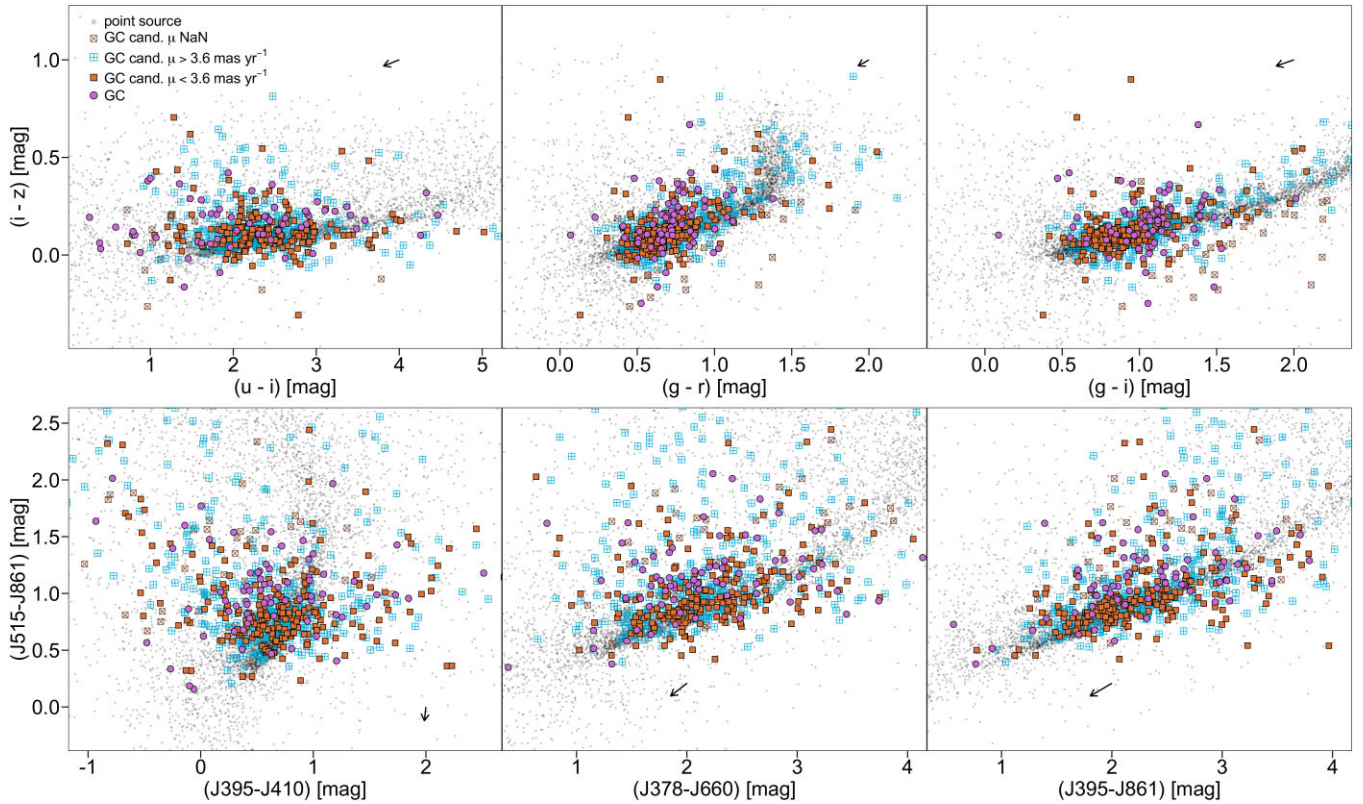 point source
GC cand. μ NaN
GC cand. μ > 3.6 mas yr⁻¹
GC cand. μ < 3.6 mas yr⁻¹
GC
(i - z) [mag]
1.0
0.5
0.0
1 2 3 4 5
(u - i) [mag]
0.0 0.5 1.0 1.5 2.0
(g - r) [mag]
0.0 0.5 1.0 1.5 2.0
(g - i) [mag]
(J515-J861) [mag]
2.5
2.0
1.5
1.0
0.5
0.0
-1 0 1 2
(J395-J410) [mag]
1 2 3 4
(J378-J660) [mag]
1 2 3 4
(J395-J861) [mag]